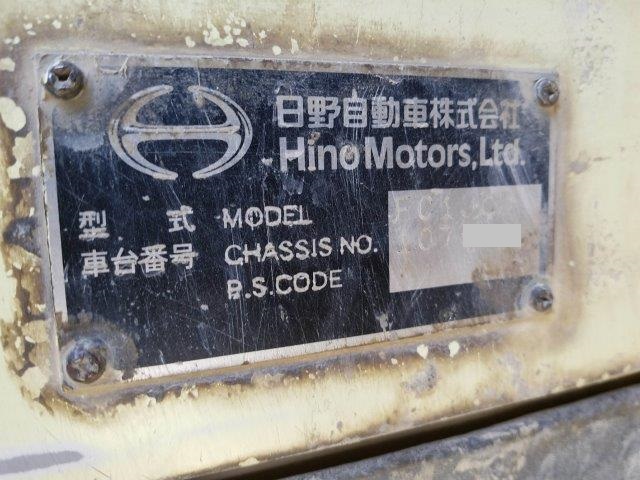 日野自動車株式会社
Hino Motors, Ltd.
型 式 MODEL
車台番号 CHASSIS NO. 107
P.S.CODE